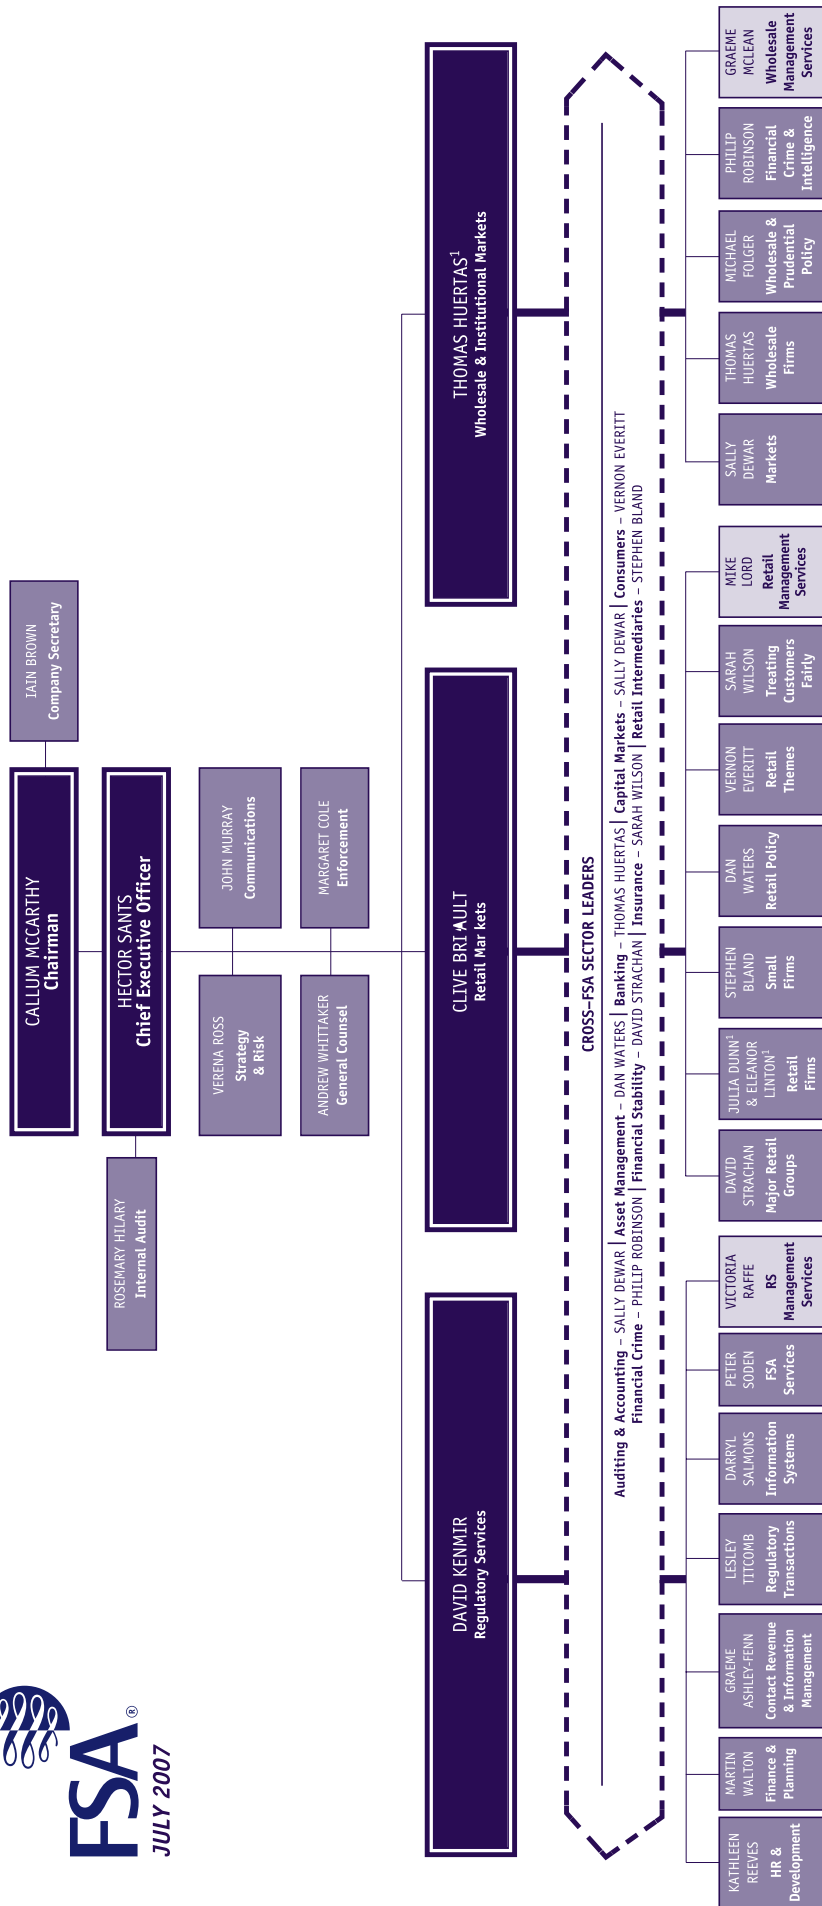 FSA®
JULY 2007
CALLUM MCCARTHY
Chairman
IAIN BROWN
Company Secretary
HECTOR SANTS
Chief Executive Officer
ROSEMARY HILARY
Internal Audit
VERENA ROSS
Strategy
& Risk
JOHN MURRAY
Communications
ANDREW WHITTAKER
General Counsel
MARGARET COLE
Enforcement
DAVID KENMIR
Regulatory Services
CLIVE BRIAULT
Retail Mar kets
THOMAS HUERTAS1
Wholesale & Institutional Markets
CROSS–FSA SECTOR LEADERS
Auditing & Accounting – SALLY DEWAR | Asset Management – DAN WATERS | Banking – THOMAS HUERTAS | Capital Markets – SALLY DEWAR | Consumers – VERNON EVERITT
Financial Crime – PHILIP ROBINSON | Financial Stability – DAVID STRACHAN | Insurance – SARAH WILSON | Retail Intermediaries – STEPHEN BLAND
KATHLEEN
REEVES
HR &
Development
MARTIN
WALTON
Finance &
Planning
GRAEME
ASHLEY-FENN
Contact Revenue
& Information
Management
LESLEY
TITCOMB
Regulatory
Transactions
DARRYL
SALMONS
Information
Systems
PETER
SODEN
FSA
Services
VICTORIA
RAFFE
RS
Management
Services
DAVID
STRACHAN
Major Retail
Groups
JULIA DUNN1
& ELEANOR
LINTON1
Retail
Firms
STEPHEN
BLAND
Small
Firms
DAN
WATERS
Retail Policy
VERNON
EVERITT
Retail
Themes
SARAH
WILSON
Treating
Customers
Fairly
MIKE
LORD
Retail
Management
Services
SALLY
DEWAR
Markets
THOMAS
HUERTAS
Wholesale
Firms
MICHAEL
FOLGER
Wholesale &
Prudential
Policy
PHILIP
ROBINSON
Financial
Crime &
Intelligence
GRAEME
MCLEAN
Wholesale
Management
Services